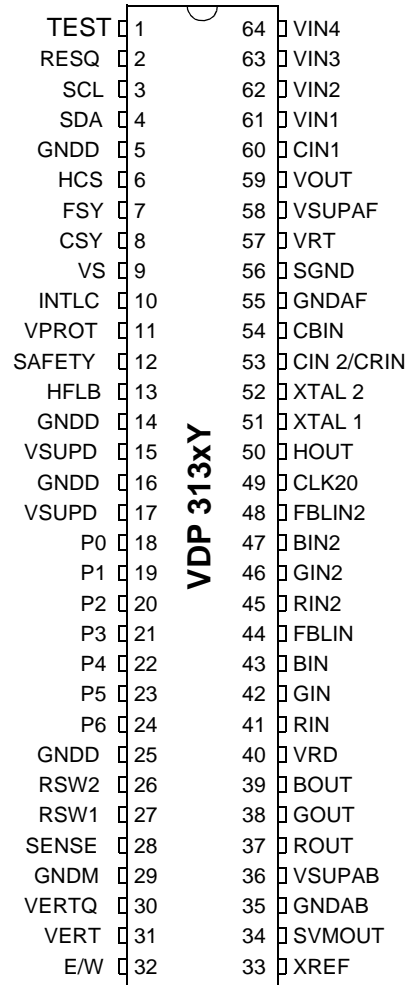 TEST 1 64 VIN4
RESQ 2 63 VIN3
SCL 3 62 VIN2
SDA 4 61 VIN1
GNDD 5 60 CIN1
HCS 6 59 VOUT
FSY 7 58 VSUPAF
CSY 8 57 VRT
VS 9 56 SGND
INTLC 10 55 GNDAF
VPROT 11 54 CBIN
SAFETY 12 53 CIN 2/CRIN
HFLB 13 52 XTAL 2
GNDD 14 51 XTAL 1
VSUPD 15 50 HOUT
GNDD 16 49 CLK20
VSUPD 17 48 FBLIN2
P0 18 47 BIN2
P1 19 46 GIN2
P2 20 45 RIN2
P3 21 44 FBLIN
P4 22 43 BIN
P5 23 42 GIN
P6 24 41 RIN
GNDD 25 40 VRD
RSW2 26 39 BOUT
RSW1 27 38 GOUT
SENSE 28 37 ROUT
GNDM 29 36 VSUPAB
VERTQ 30 35 GNDAB
VERT 31 34 SVMOUT
E/W 32 33 XREF
VDP 313xY